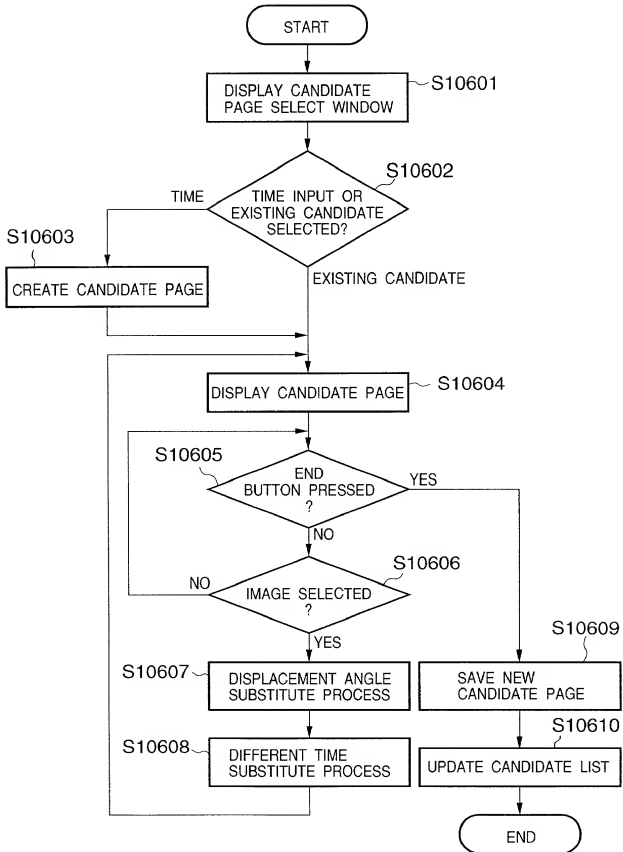 START
DISPLAY CANDIDATE
PAGE SELECT WINDOW
S10601
S10602
TIME
TIME INPUT OR
EXISTING CANDIDATE
SELECTED?
S10603
CREATE CANDIDATE PAGE
EXISTING CANDIDATE
DISPLAY CANDIDATE PAGE
S10604
S10605
END
BUTTON PRESSED
?
YES
NO
S10606
NO
IMAGE SELECTED
?
YES
S10607
DISPLACEMENT ANGLE
SUBSTITUTE PROCESS
S10609
SAVE NEW
CANDIDATE PAGE
S10608
DIFFERENT TIME
SUBSTITUTE PROCESS
S10610
UPDATE CANDIDATE LIST
END